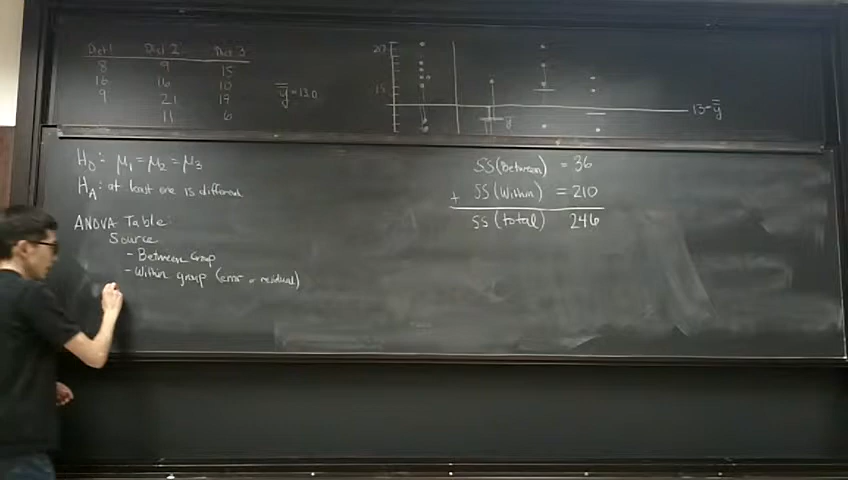 Diet 1 Diet 2 Diet 3
8 9 15
16 16 10
9 21 19
11 6
y̿ = 13.0
20
15
ȳ
13 = y̿
H₀: μ₁ = μ₂ = μ₃
H_A: at least one is different
ANOVA Table:
Source
- Between Group
- Within group (error or residual)
SS(Between) = 36
+ SS(Within) = 210
SS(total) 246